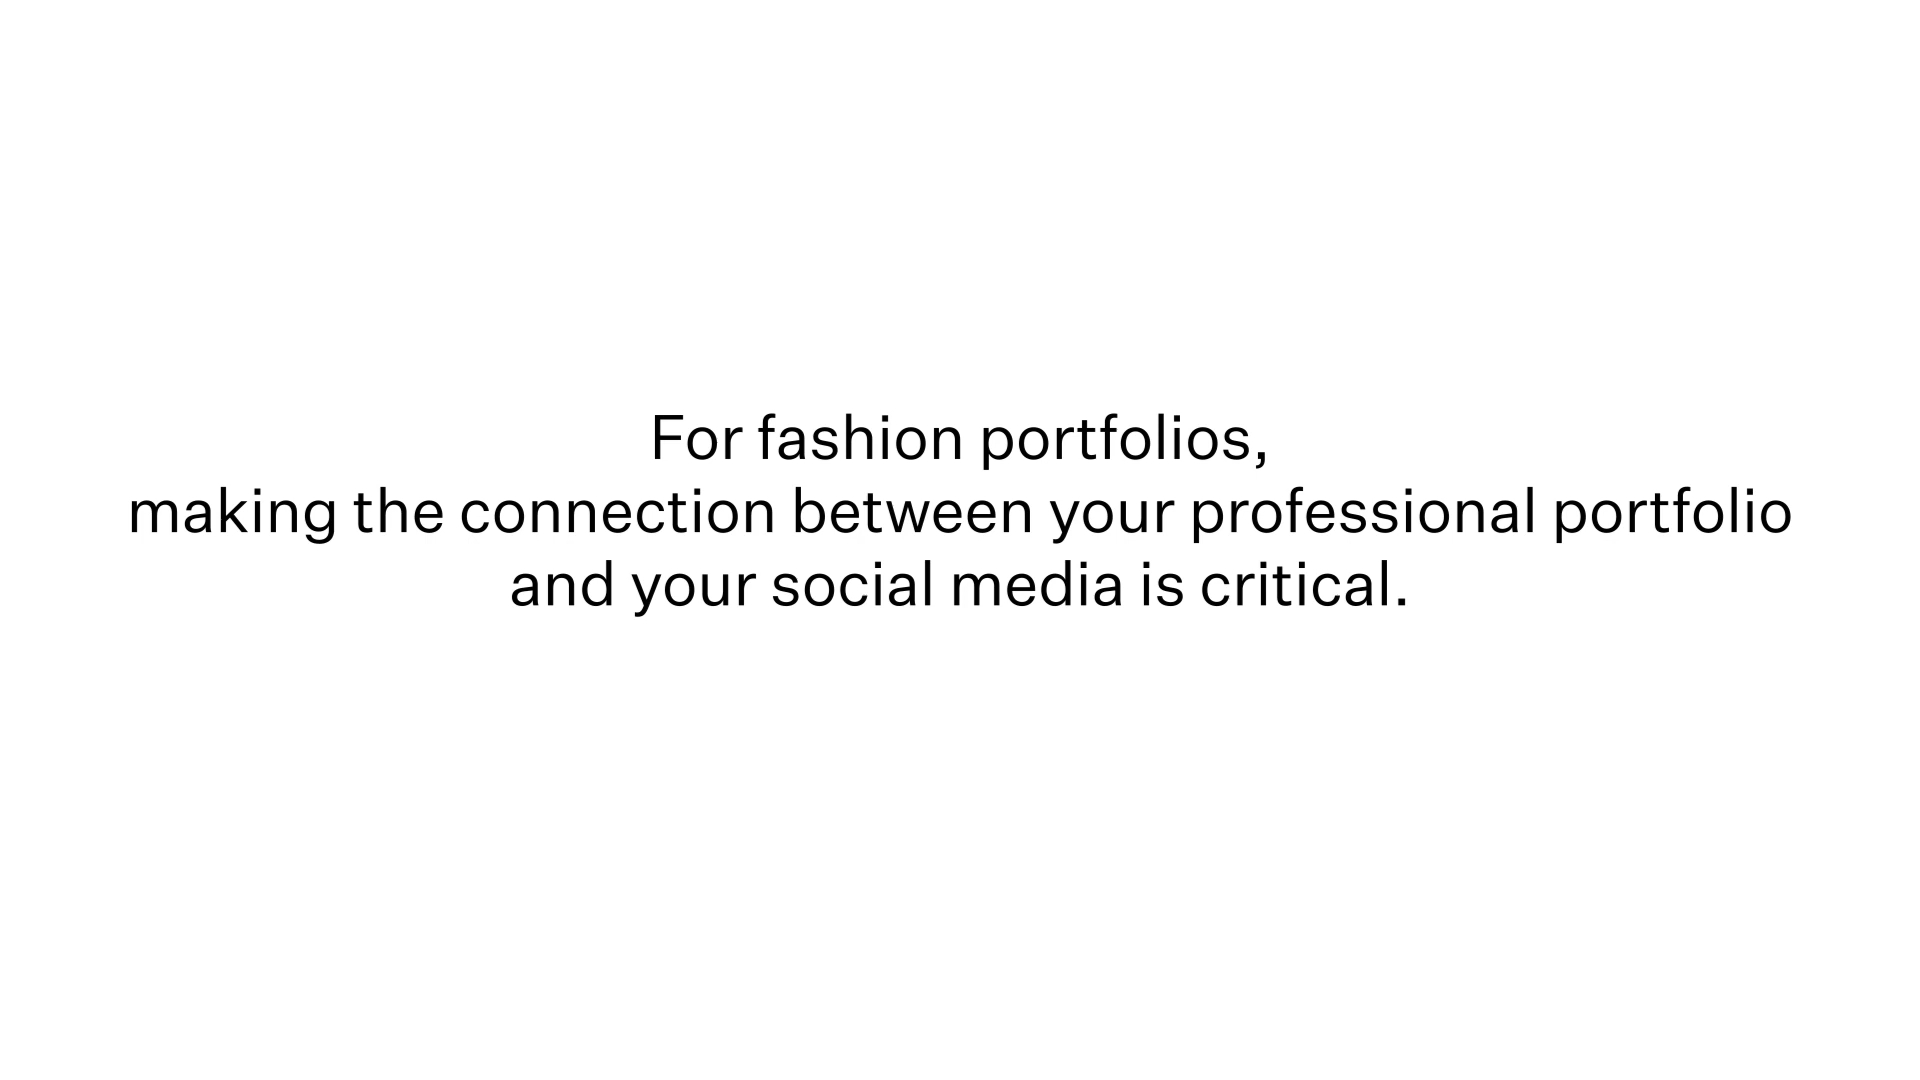 For fashion portfolios,
making the connection between your professional portfolio
and your social media is critical.